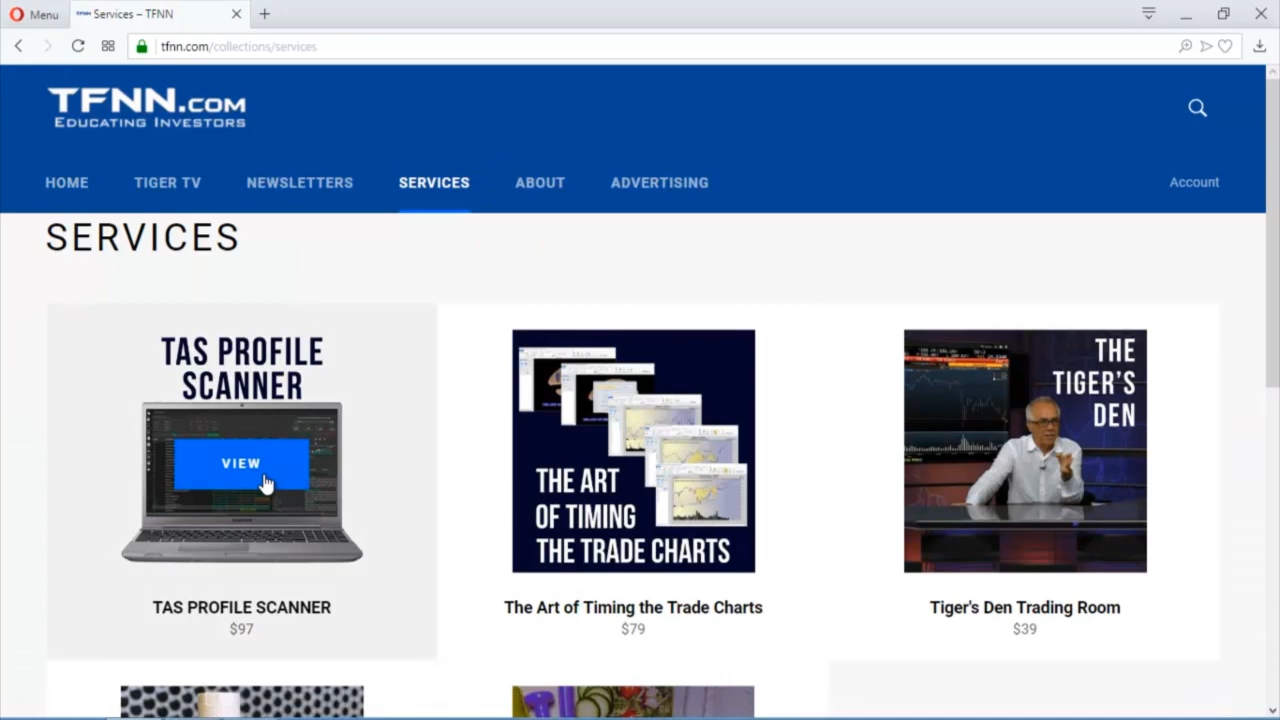 Menu
TFNN Services – TFNN
tfnn.com/collections/services
TFNN.COM
EDUCATING INVESTORS
HOME
TIGER TV
NEWSLETTERS
SERVICES
ABOUT
ADVERTISING
Account
SERVICES
TAS PROFILE
SCANNER
VIEW
TAS PROFILE SCANNER
$97
THE ART
OF TIMING
THE TRADE CHARTS
The Art of Timing the Trade Charts
$79
THE
TIGER'S
DEN
Tiger's Den Trading Room
$39